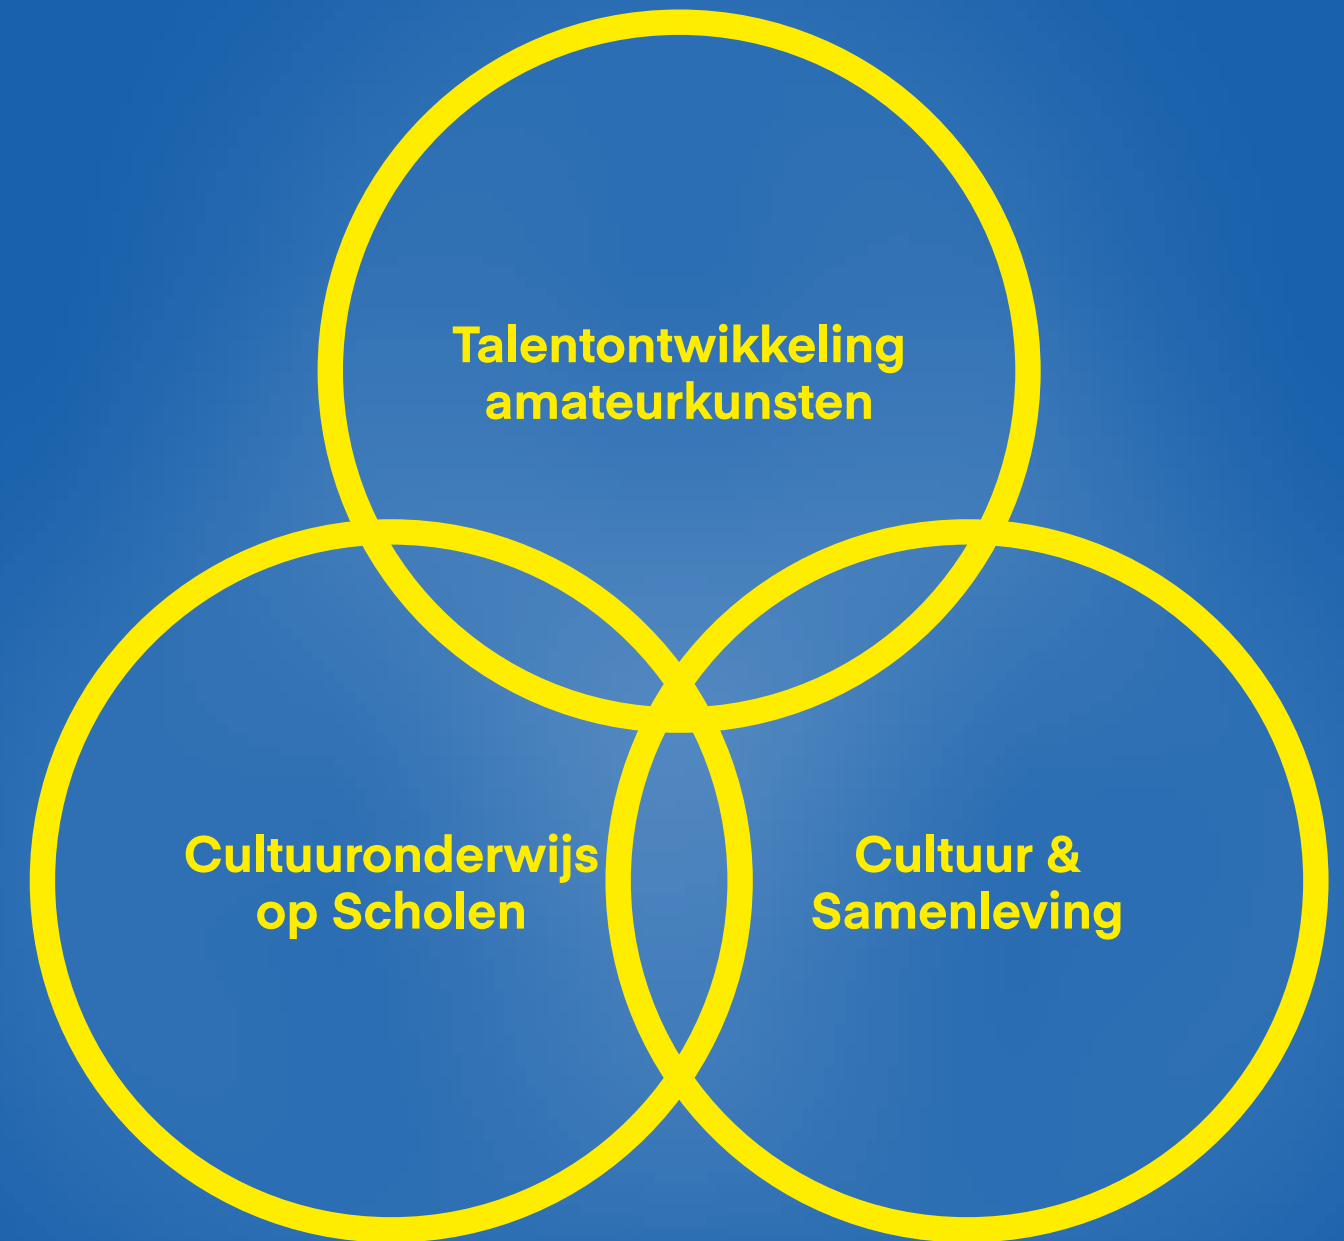 Talentontwikkeling
amateurkunsten
Cultuuronderwijs
op Scholen
Cultuur &
Samenleving